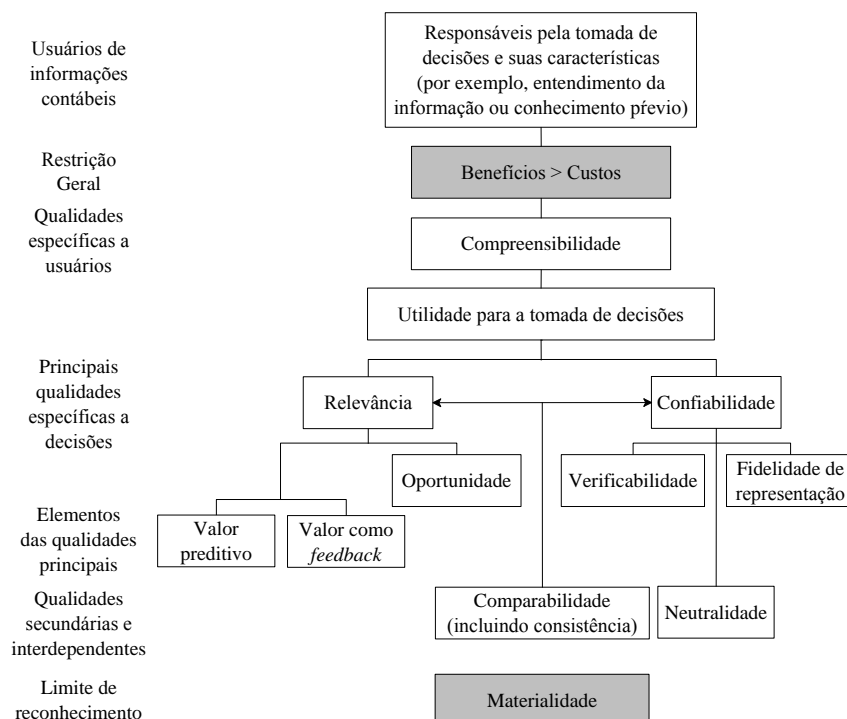 Usuários de
informações
contábeis
Responsáveis pela tomada de
decisões e suas características
(por exemplo, entendimento da
informação ou conhecimento pŕevio)
Restrição
Geral
Benefícios > Custos
Qualidades
específicas a
usuários
Compreensibilidade
Utilidade para a tomada de decisões
Principais
qualidades
específicas a
decisões
Relevância
Confiabilidade
Oportunidade
Verificabilidade
Fidelidade de
representação
Elementos
das qualidades
principais
Valor
preditivo
Valor como
feedback
Qualidades
secundárias e
interdependentes
Comparabilidade
(incluindo consistência)
Neutralidade
Limite de
reconhecimento
Materialidade